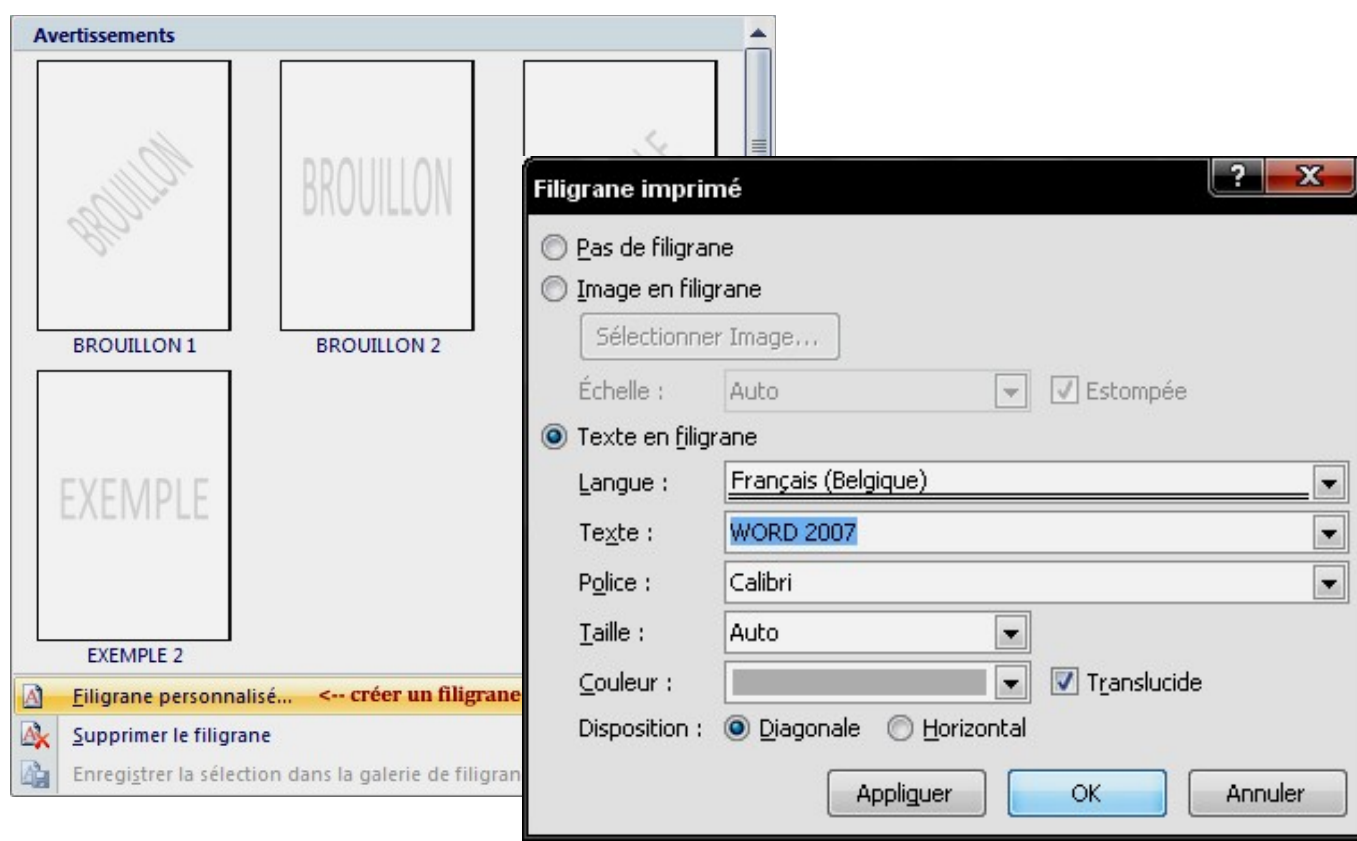 Avertissements
BROUILLON
BROUILLON
BROUILLON 1
BROUILLON 2
EXEMPLE
EXEMPLE 2
Filigrane personnalisé... <-- créer un filigrane
Supprimer le filigrane
Enregistrer la sélection dans la galerie de filigran
Filigrane imprimé
?
X
Pas de filigrane
Image en filigrane
Sélectionner Image...
Échelle : Auto Estompée
Texte en filigrane
Langue : Français (Belgique)
Texte : WORD 2007
Police : Calibri
Taille : Auto
Couleur : Translucide
Disposition : Diagonale Horizontal
Appliquer OK Annuler